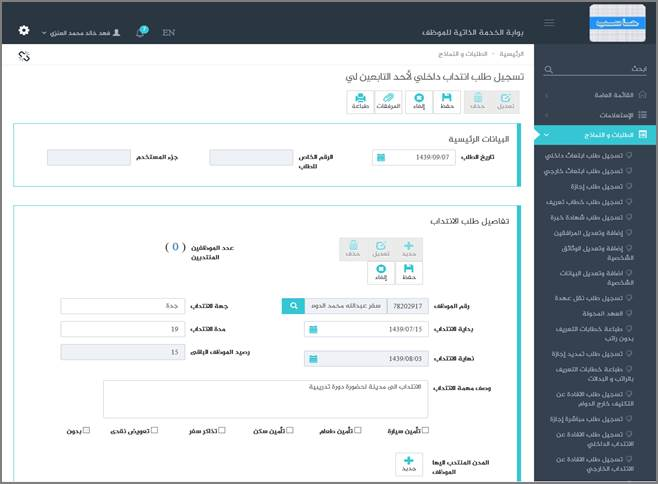 حاسب
بوابة الخدمة الذاتية للموظف
EN
7
فهد خالد محمد العنزي
ابحث
القائمة العامة
الإستعلامات
الطلبات و النماذج
تسجيل طلب ابتعاث داخلي
تسجيل طلب ابتعاث خارجي
تسجيل طلب إجازة
تسجيل طلب خطاب تعريف
تسجيل طلب شهادة خبرة
إضافة وتعديل المرافقين
إضافة وتعديل الوثائق
الشخصية
اضافة وتعديل البيانات
الشخصية
تسجيل طلب نقل عهدة
العهد المحولة
طباعة خطابات التعريف
بدون راتب
تسجيل طلب تمديد إجازة
طباعة خطابات التعريف
بالراتب و البدلات
تسجيل طلب الافادة عن
التكليف خارج الدوام
تسجيل طلب مباشرة إجازة
تسجيل طلب الافادة عن
الانتداب الداخلي
تسجيل طلب الافادة عن
الانتداب الخارجي
الرئيسية - الطلبات و النماذج
تسجيل طلب انتداب داخلي لأحد التابعين لي
تعديل حذف حفظ إلغاء المرفقات طباعة
البيانات الرئيسية
تاريخ الطلب 1439/09/07 الرقم الخاص للطلب جزء المستخدم
تفاصيل طلب الانتداب
جديد تعديل حذف
حفظ إلغاء
عدد الموظفين المنتدبين ( 0 )
رقم الموظف 78202917 سفر عبدالله محمد الدوس جهة الانتداب جدة
بداية الانتداب 1439/07/15 مدة الانتداب 19
نهاية الانتداب 1439/08/03 رصيد الموظف الباقى 15
وصف مهمة الانتداب الانتداب الى مدينة لحضورة دورة تدريبية
تأمين سيارة تأمين طعام تأمين سكن تذاكر سفر تعويض نقدى بدون
المدن المنتدب اليها الموظف
جديد